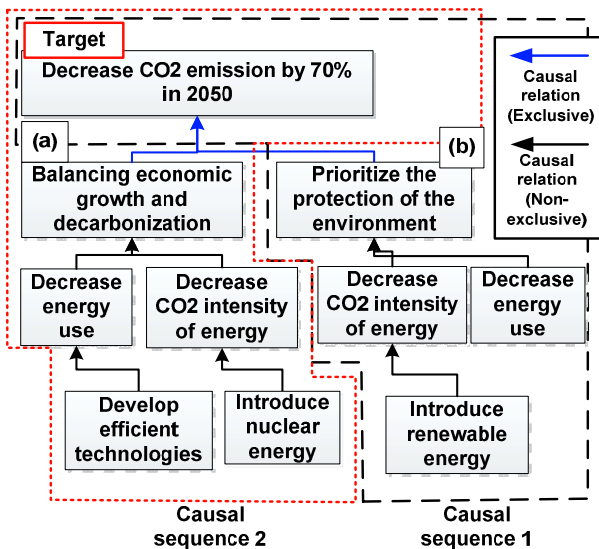 Target
Decrease CO2 emission by 70%
in 2050
Causal
relation
(Exclusive)
Causal
relation
(Non-
exclusive)
(a)
(b)
Balancing economic
growth and
decarbonization
Prioritize the
protection of the
environment
Decrease
energy
use
Decrease
CO2 intensity
of energy
Decrease
CO2 intensity
of energy
Decrease
energy
use
Develop
efficient
technologies
Introduce
nuclear
energy
Introduce
renewable
energy
Causal
sequence 2
Causal
sequence 1